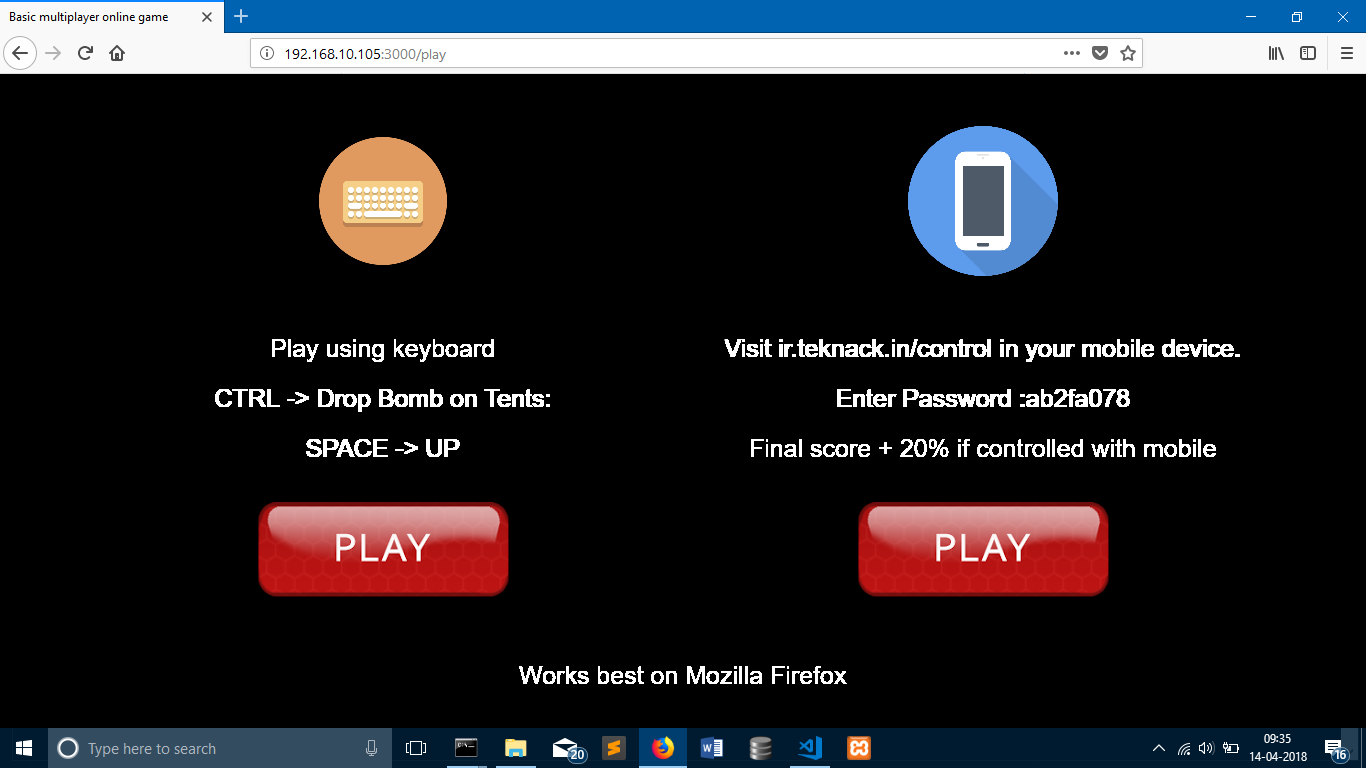 Basic multiplayer online game
192.168.10.105:3000/play
Play using keyboard
CTRL -> Drop Bomb on Tents:
SPACE -> UP
PLAY
Visit ir.teknack.in/control in your mobile device.
Enter Password :ab2fa078
Final score + 20% if controlled with mobile
PLAY
Works best on Mozilla Firefox
Type here to search
20
09:35
14-04-2018
16